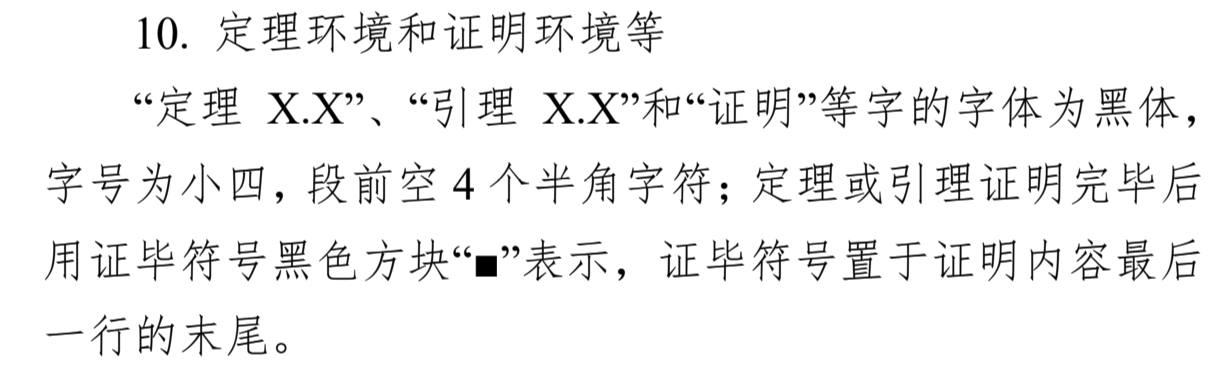 10. 定理环境和证明环境等
“定理 X.X”、“引理 X.X”和“证明”等字的字体为黑体，
字号为小四，段前空 4 个半角字符；定理或引理证明完毕后
用证毕符号黑色方块“■”表示，证毕符号置于证明内容最后
一行的末尾。